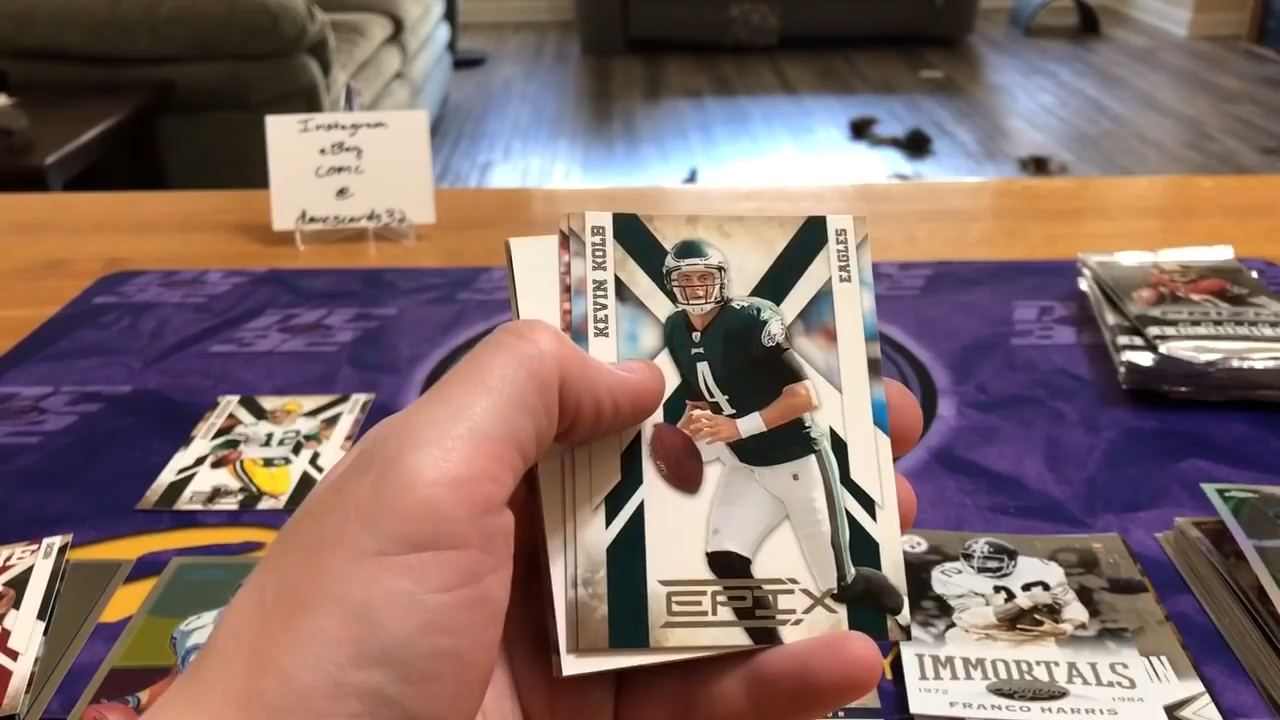 Instagram
eBay
COMC
@
davescards32
KEVIN KOLB
EAGLES
4
EPIX
12
IMMORTALS
1972
1984
FRANCO HARRIS